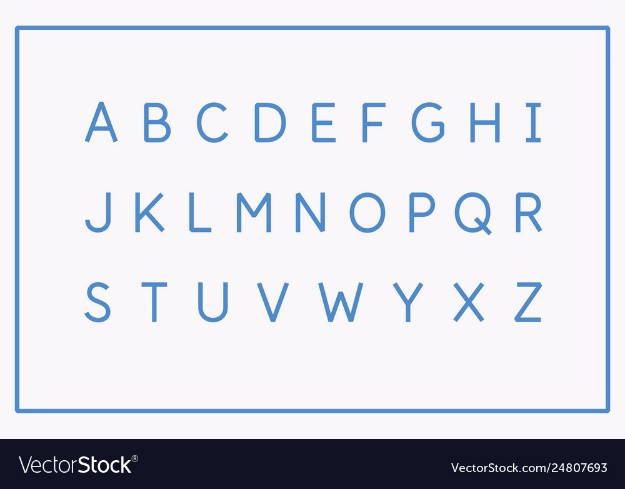 A B C D E F G H I
J K L M N O P Q R
S T U V W Y X Z
VectorStock®
VectorStock.com/24807693